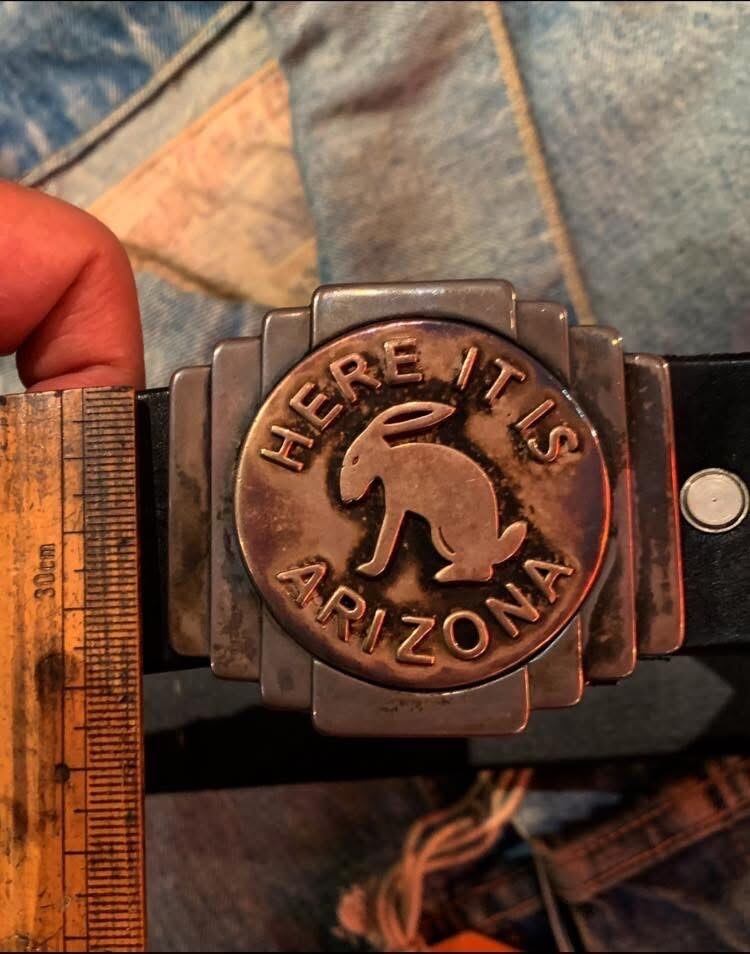 HERE IT IS
ARIZONA
30cm